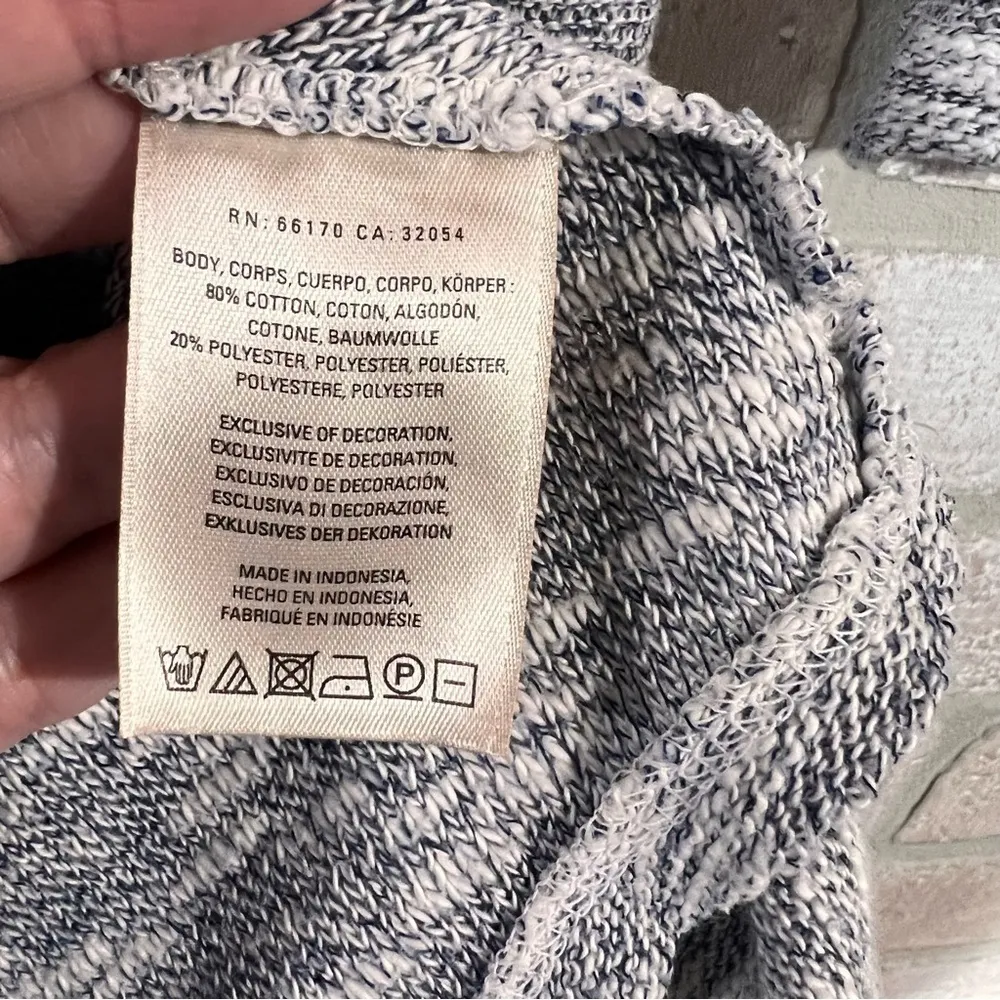 RN: 66170 CA: 32054
BODY, CORPS, CUERPO, CORPO, KÖRPER:
80% COTTON, COTON, ALGODÓN,
COTONE, BAUMWOLLE
20% POLYESTER, POLYESTER, POLIÉSTER,
POLYESTERE, POLYESTER
EXCLUSIVE OF DECORATION,
EXCLUSIVITE DE DECORATION,
EXCLUSIVO DE DECORACIÓN,
ESCLUSIVA DI DECORAZIONE,
EXKLUSIVES DER DEKORATION
MADE IN INDONESIA,
HECHO EN INDONESIA,
FABRIQUÉ EN INDONÉSIE
P